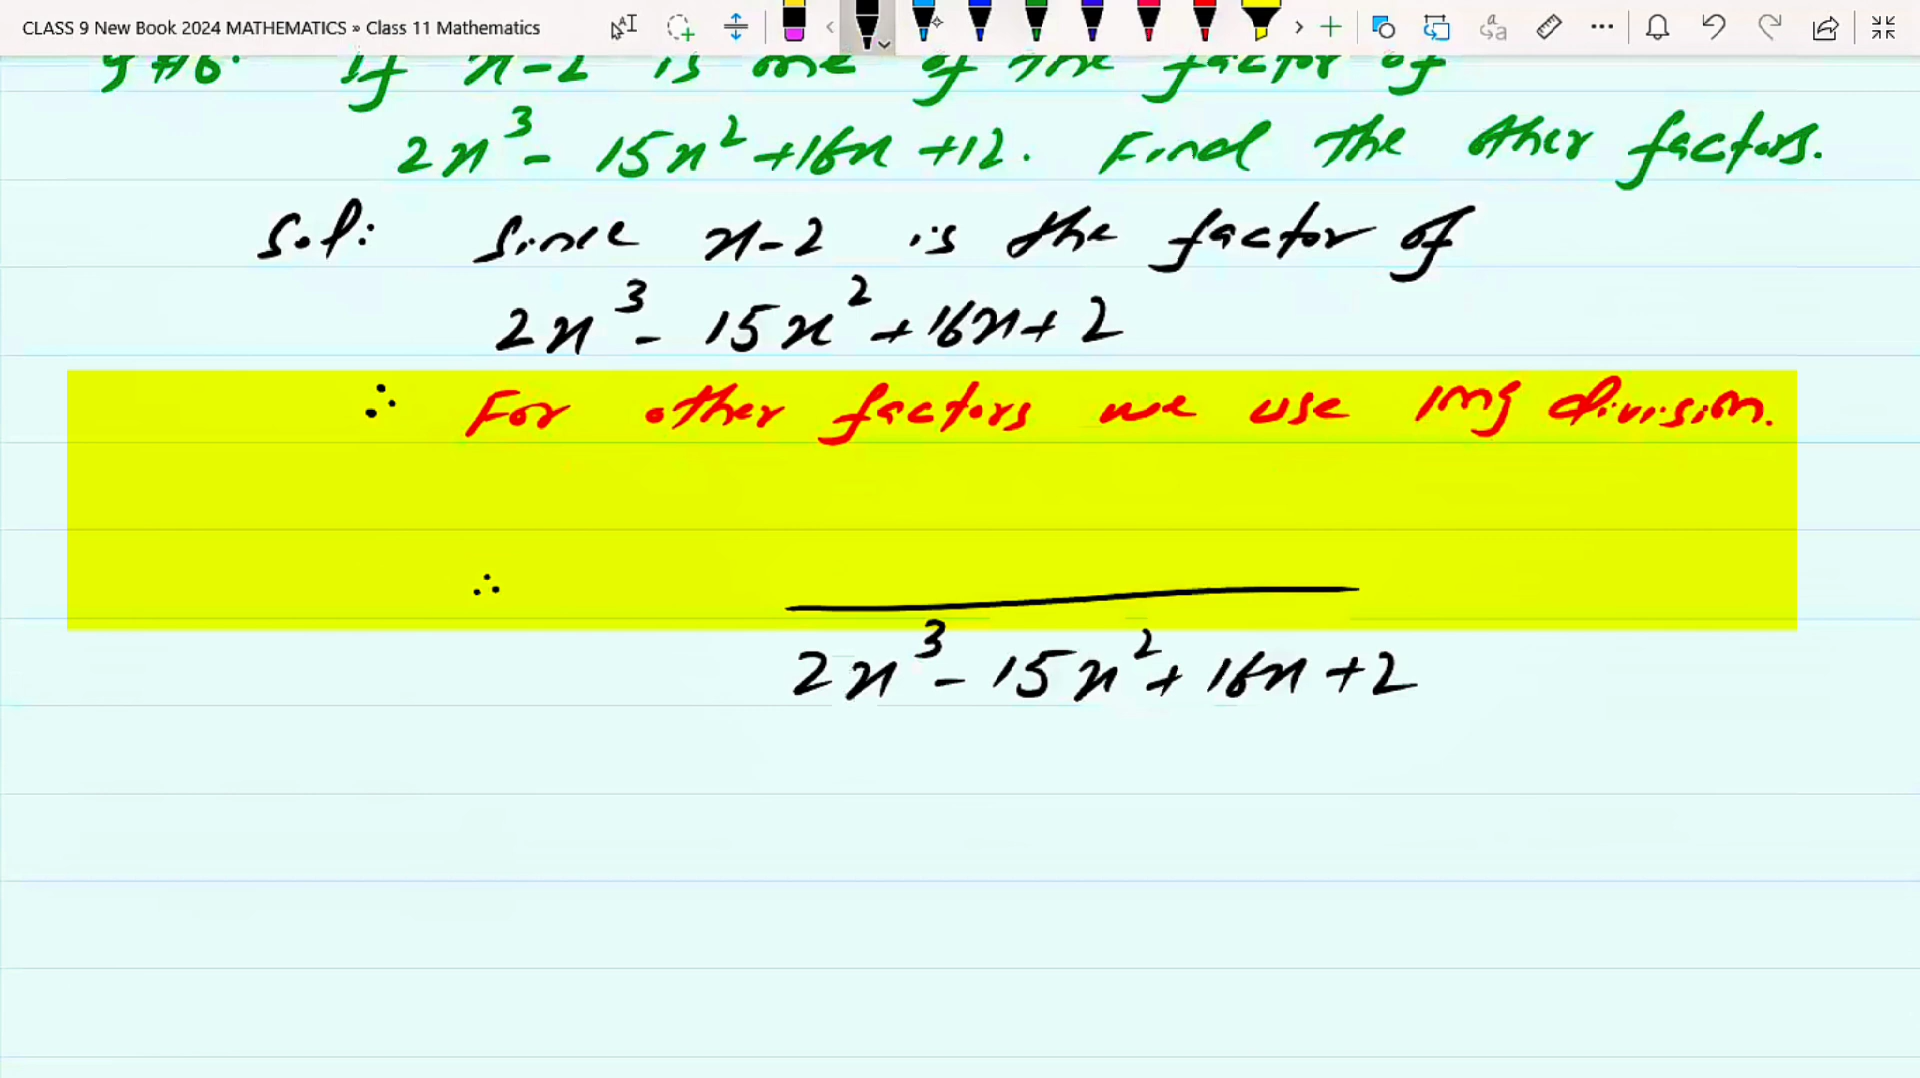 CLASS 9 New Book 2024 MATHEMATICS » Class 11 Mathematics
If x-2 is one of the factor of
2x³ - 15x² + 16x + 12. Find the other factors.
Sol: Since x-2 is the factor of
2x³ - 15x² + 16x + 2
∴ For other factors we use long division.
∴
2x³ - 15x² + 16x + 2